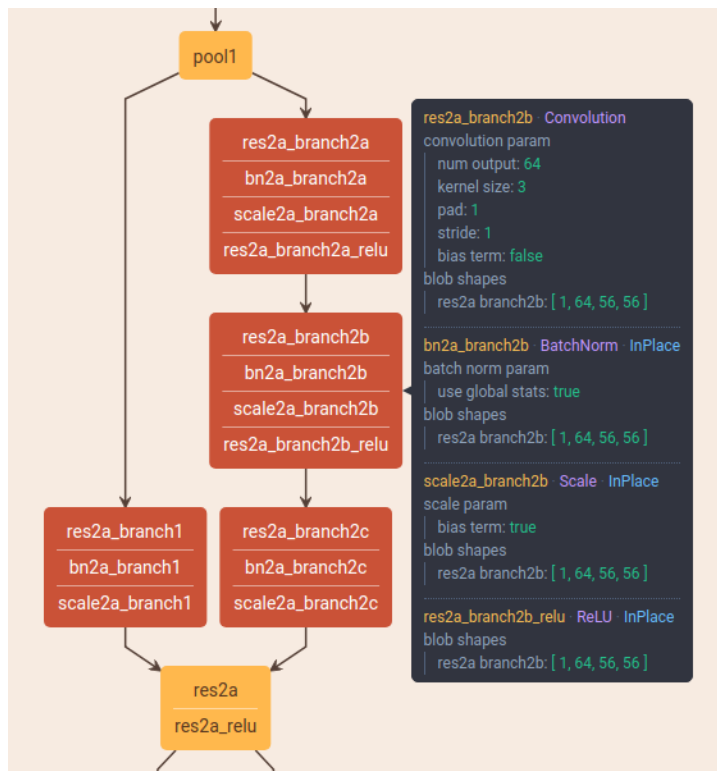 pool1
res2a_branch2a
bn2a_branch2a
scale2a_branch2a
res2a_branch2a_relu
res2a_branch2b
bn2a_branch2b
scale2a_branch2b
res2a_branch2b_relu
res2a_branch1
bn2a_branch1
scale2a_branch1
res2a_branch2c
bn2a_branch2c
scale2a_branch2c
res2a
res2a_relu
res2a_branch2b · Convolution
convolution param
num output: 64
kernel size: 3
pad: 1
stride: 1
bias term: false
blob shapes
res2a branch2b: [ 1, 64, 56, 56 ]
bn2a_branch2b · BatchNorm · InPlace
batch norm param
use global stats: true
blob shapes
res2a branch2b: [ 1, 64, 56, 56 ]
scale2a_branch2b · Scale · InPlace
scale param
bias term: true
blob shapes
res2a branch2b: [ 1, 64, 56, 56 ]
res2a_branch2b_relu · ReLU · InPlace
blob shapes
res2a branch2b: [ 1, 64, 56, 56 ]